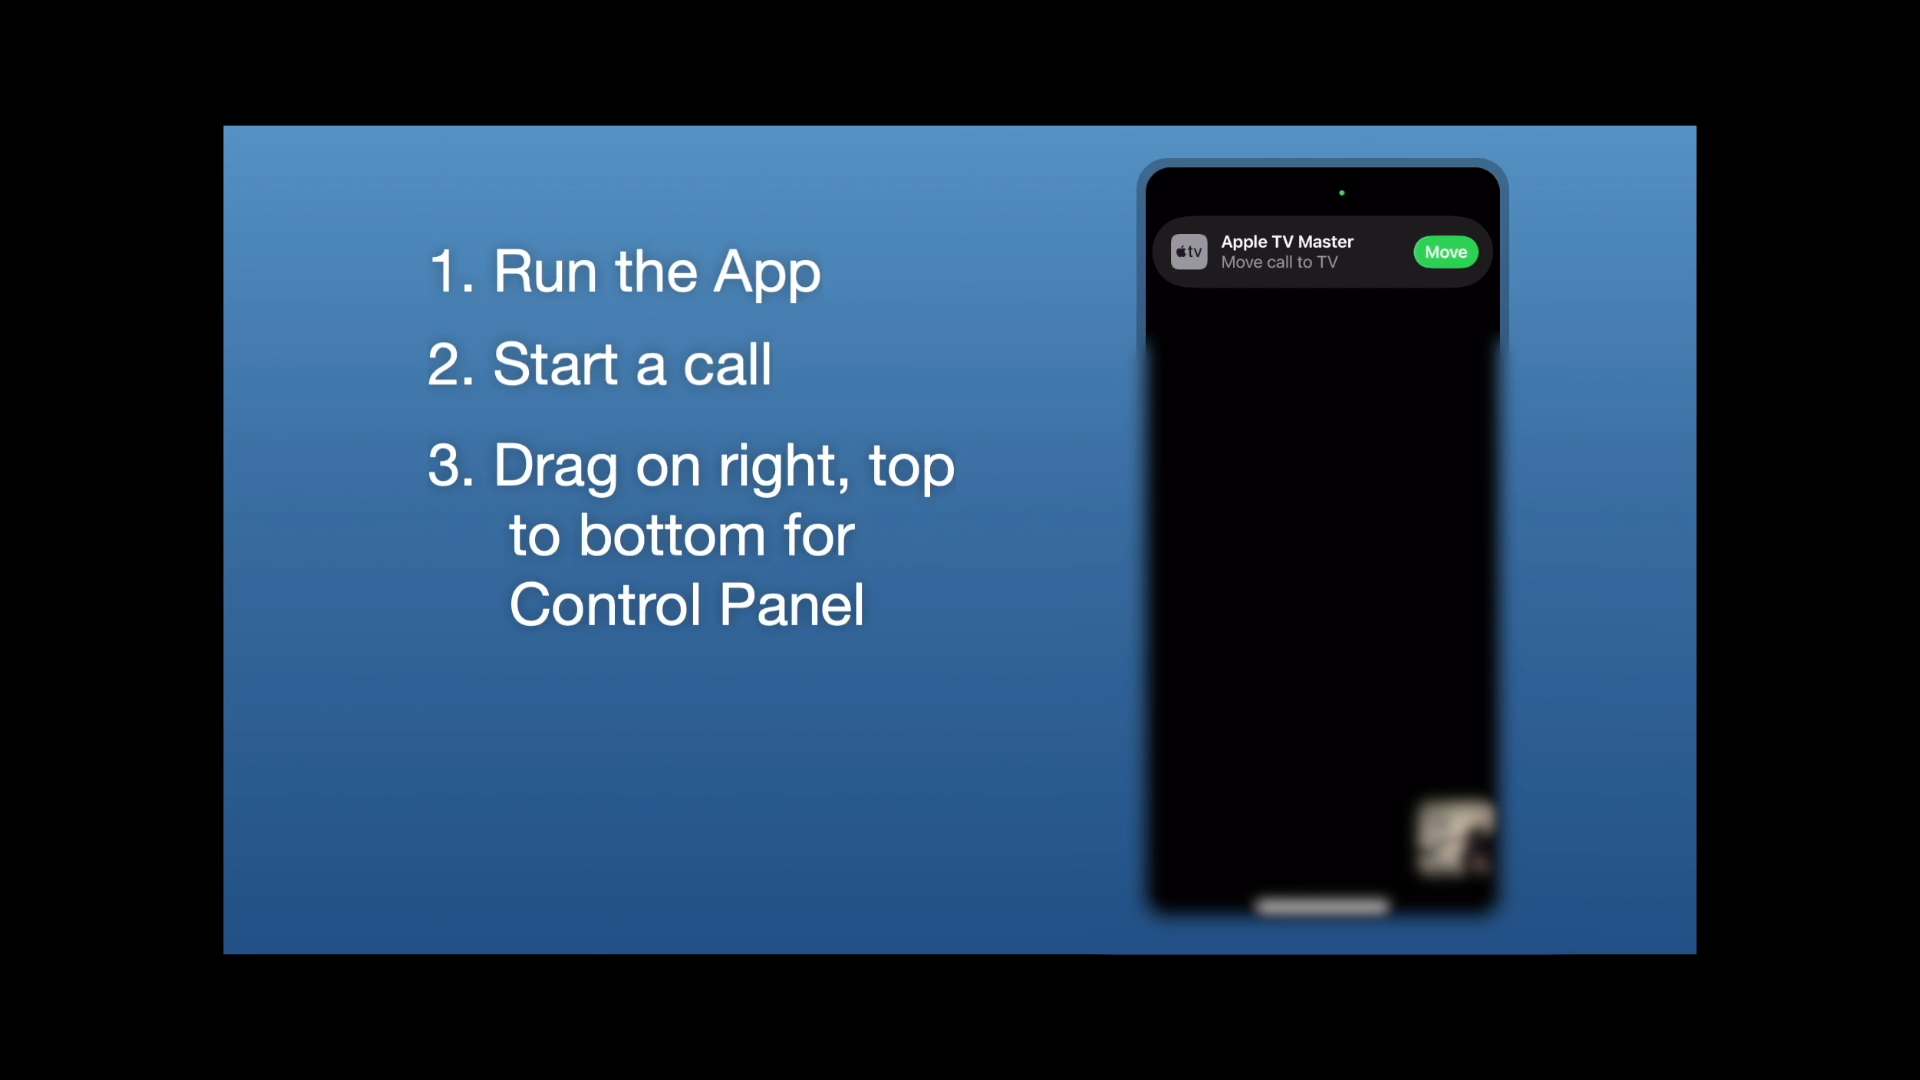 1. Run the App
2. Start a call
3. Drag on right, top
to bottom for
Control Panel
tv
Apple TV Master
Move call to TV
Move